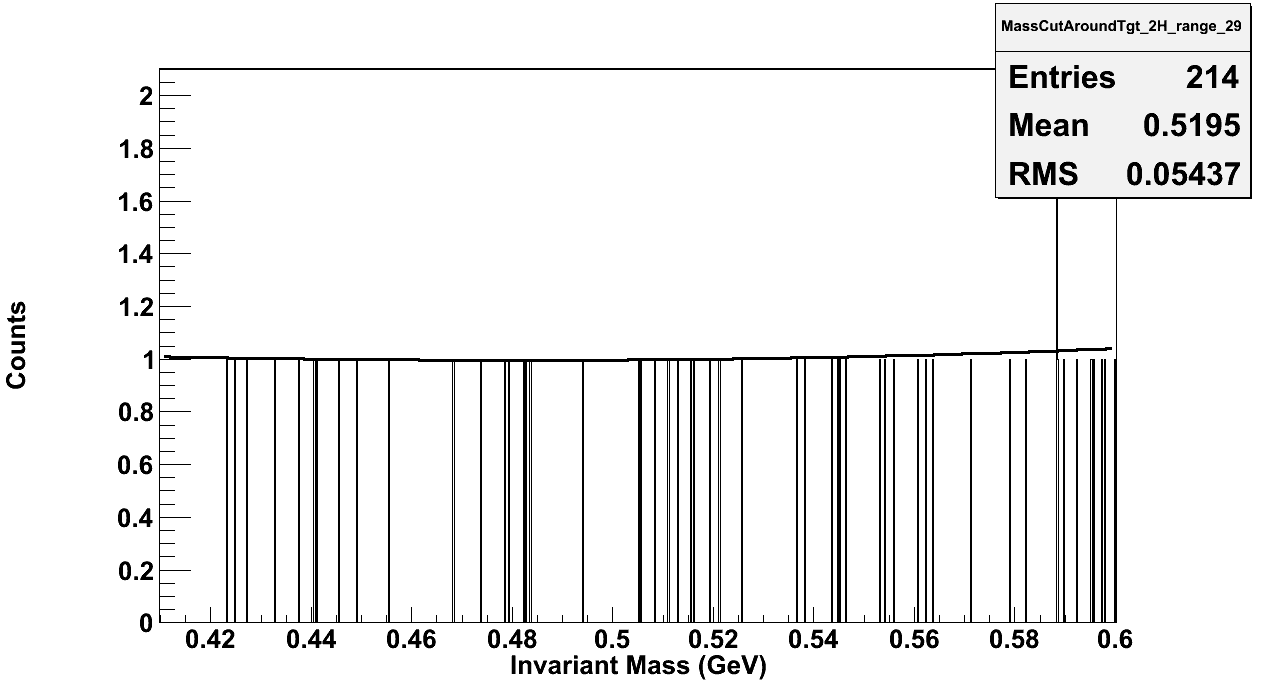 MassCutAroundTgt_2H_range_29
Entries 214
Mean 0.5195
RMS 0.05437
2
1.8
1.6
1.4
1.2
1
0.8
0.6
0.4
0.2
0
Counts
0.42 0.44 0.46 0.48 0.5 0.52 0.54 0.56 0.58 0.6
Invariant Mass (GeV)